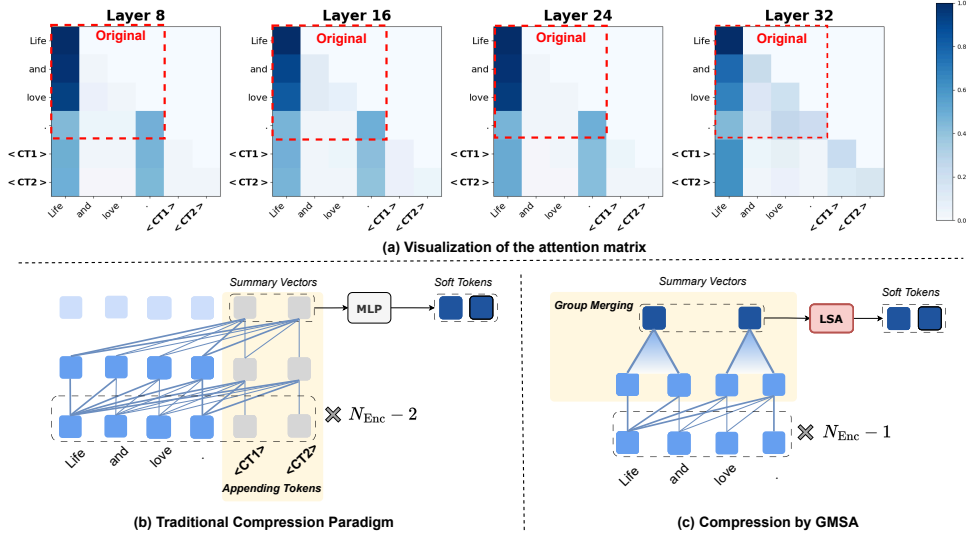 Layer 8
Layer 16
Layer 24
Layer 32
Original
Original
Original
Original
Life
and
love
.
< CT1 >
< CT2 >
Life
and
love
.
< CT1 >
< CT2 >
Life
and
love
.
< CT1 >
< CT2 >
Life
and
love
.
< CT1 >
< CT2 >
Life
and
love
.
< CT1 >
< CT2 >
Life
and
love
.
< CT1 >
< CT2 >
Life
and
love
.
< CT1 >
< CT2 >
Life
and
love
.
< CT1 >
< CT2 >
1.0
0.8
0.6
0.4
0.2
0.0
(a) Visualization of the attention matrix
Summary Vectors
Soft Tokens
MLP
× N_Enc − 2
Life
and
love
.
<CT1>
<CT2>
Appending Tokens
(b) Traditional Compression Paradigm
Summary Vectors
Group Merging
Soft Tokens
LSA
× N_Enc − 1
Life
and
love
.
(c) Compression by GMSA